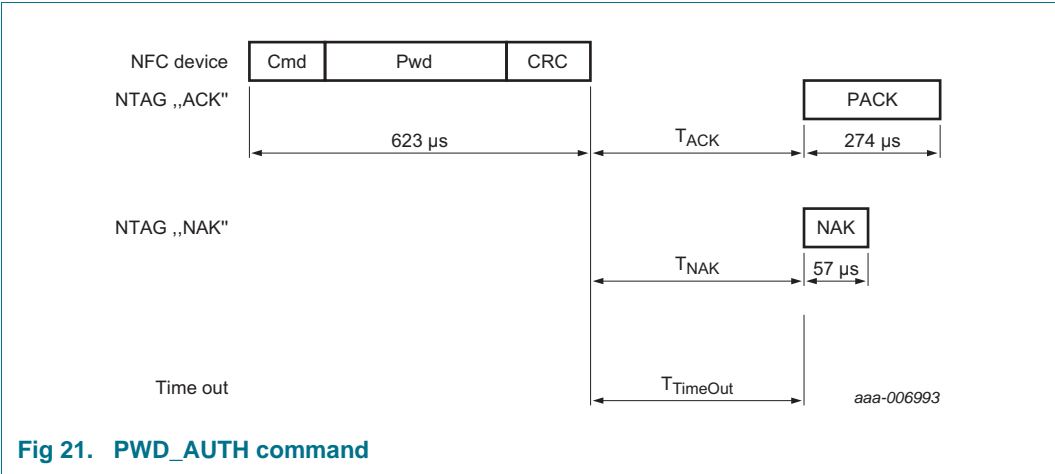 NFC device Cmd Pwd CRC
NTAG ,,ACK" PACK
623 µs TACK 274 µs
NTAG ,,NAK" NAK
TNAK 57 µs
Time out TTimeOut aaa-006993
Fig 21. PWD_AUTH command